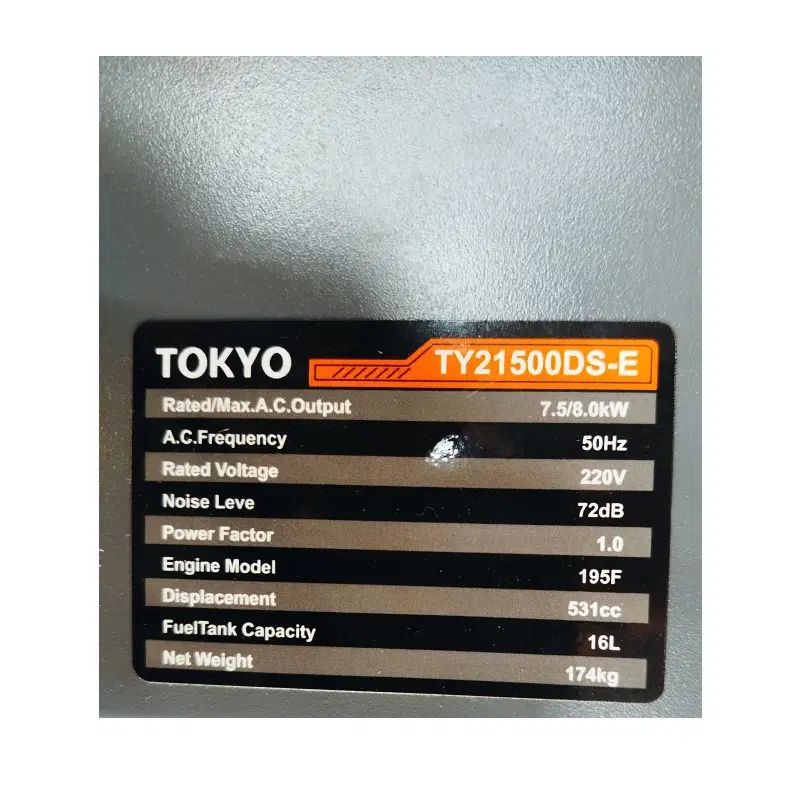 TOKYO TY21500DS-E
Rated/Max.A.C.Output 7.5/8.0kW
A.C.Frequency 50Hz
Rated Voltage 220V
Noise Leve 72dB
Power Factor 1.0
Engine Model 195F
Displacement 531cc
FuelTank Capacity 16L
Net Weight 174kg